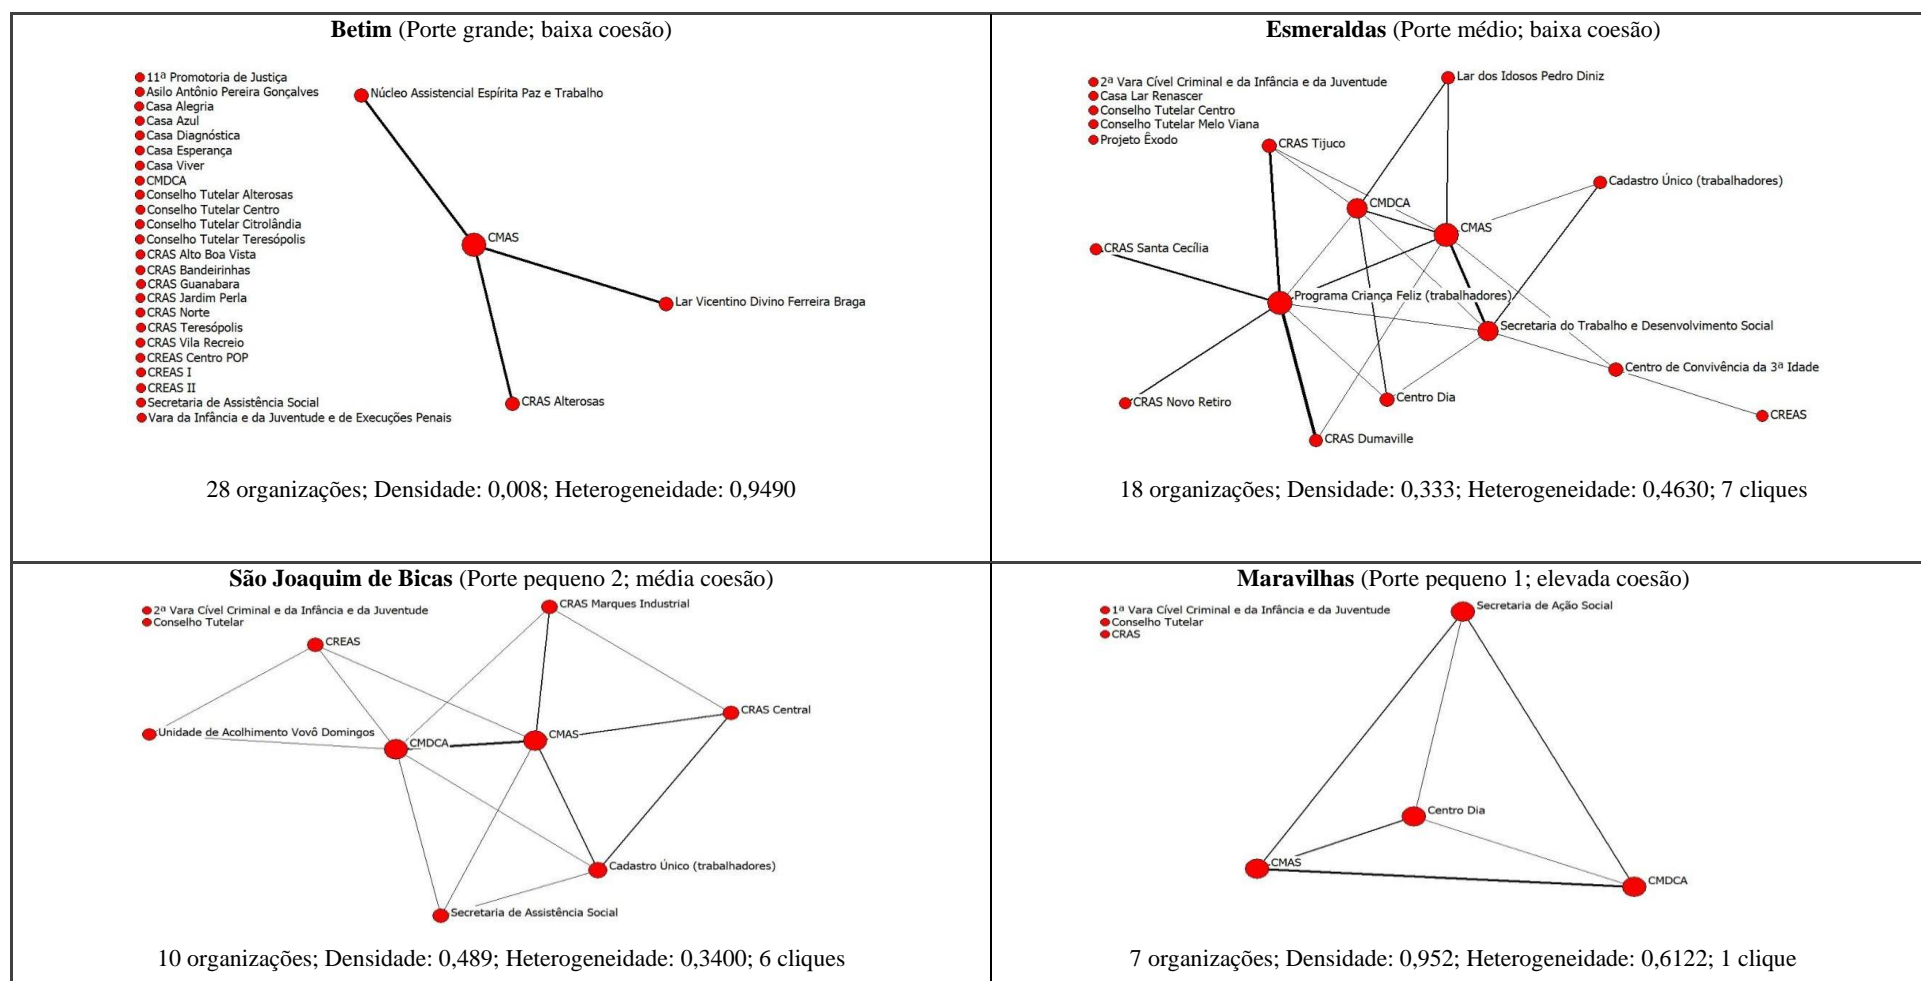 Betim (Porte grande; baixa coesão)
11ª Promotoria de Justiça
Asilo Antônio Pereira Gonçalves
Casa Alegria
Casa Azul
Casa Diagnóstica
Casa Esperança
Casa Viver
CMDCA
Conselho Tutelar Alterosas
Conselho Tutelar Centro
Conselho Tutelar Citrolândia
Conselho Tutelar Teresópolis
CRAS Alto Boa Vista
CRAS Bandeirinhas
CRAS Guanabara
CRAS Jardim Perla
CRAS Norte
CRAS Teresópolis
CRAS Vila Recreio
CREAS Centro POP
CREAS I
CREAS II
Secretaria de Assistência Social
Vara da Infância e da Juventude e de Execuções Penais
Núcleo Assistencial Espírita Paz e Trabalho
CMAS
Lar Vicentino Divino Ferreira Braga
CRAS Alterosas
28 organizações; Densidade: 0,008; Heterogeneidade: 0,9490
Esmeraldas (Porte médio; baixa coesão)
2ª Vara Cível Criminal e da Infância e da Juventude
Casa Lar Renascer
Conselho Tutelar Centro
Conselho Tutelar Melo Viana
Projeto Êxodo
Lar dos Idosos Pedro Diniz
CRAS Tijuco
Cadastro Único (trabalhadores)
CMDCA
CMAS
CRAS Santa Cecília
Programa Criança Feliz (trabalhadores)
Secretaria do Trabalho e Desenvolvimento Social
Centro de Convivência da 3ª Idade
CRAS Novo Retiro
Centro Dia
CREAS
CRAS Dumaville
18 organizações; Densidade: 0,333; Heterogeneidade: 0,4630; 7 cliques
São Joaquim de Bicas (Porte pequeno 2; média coesão)
2ª Vara Cível Criminal e da Infância e da Juventude
Conselho Tutelar
CRAS Marques Industrial
CREAS
CRAS Central
Unidade de Acolhimento Vovô Domingos
CMDCA
CMAS
Cadastro Único (trabalhadores)
Secretaria de Assistência Social
10 organizações; Densidade: 0,489; Heterogeneidade: 0,3400; 6 cliques
Maravilhas (Porte pequeno 1; elevada coesão)
1ª Vara Cível Criminal e da Infância e da Juventude
Conselho Tutelar
CRAS
Secretaria de Ação Social
Centro Dia
CMAS
CMDCA
7 organizações; Densidade: 0,952; Heterogeneidade: 0,6122; 1 clique